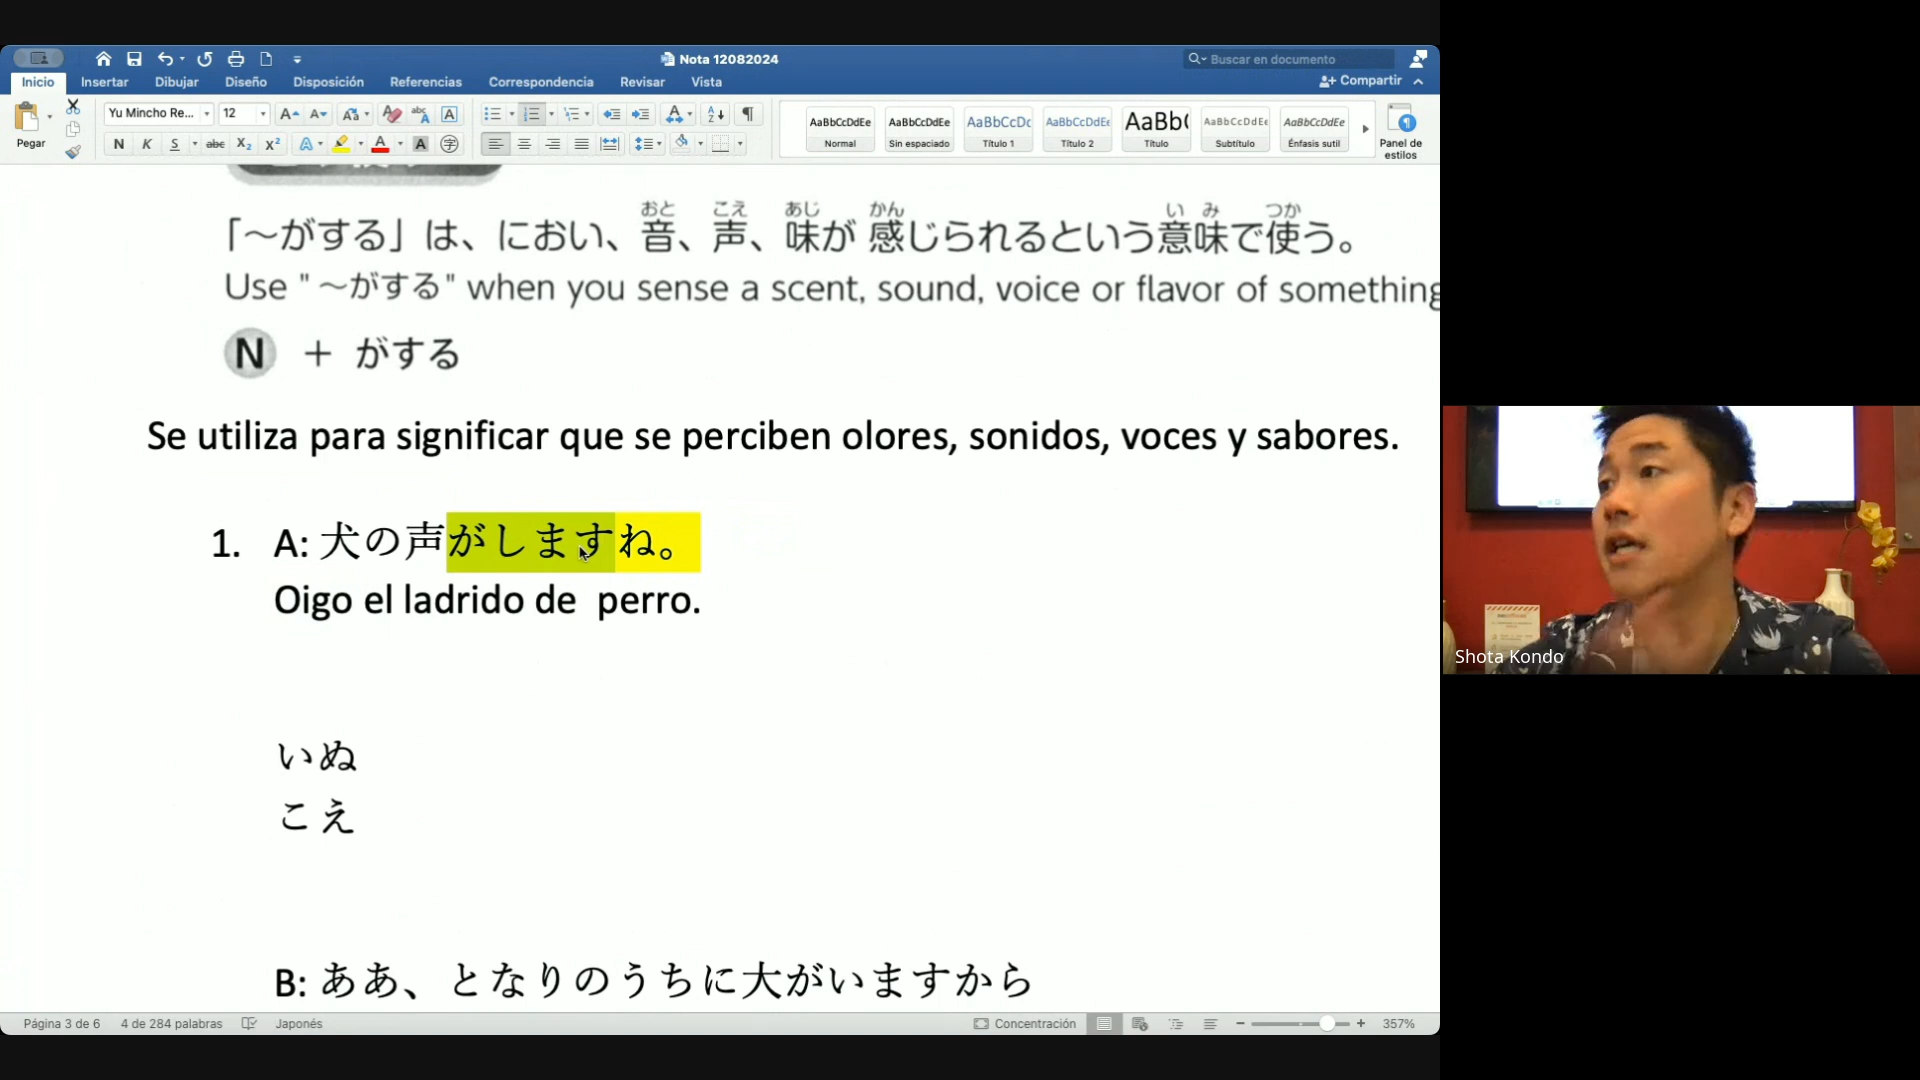 Nota 12082024
Buscar en documento
Inicio Insertar Dibujar Diseño Disposición Referencias Correspondencia Revisar Vista
Compartir
Pegar
Yu Mincho Re... 12
N K S abc X₂ X²
AaBbCcDdEe AaBbCcDdEe AaBbCcDc AaBbCcDdEe AaBb( AaBbCcDdEe AaBbCcDdEe
Normal Sin espaciado Título 1 Título 2 Título Subtítulo Énfasis sutil
Panel de estilos
おと こえ あじ かん い み つか
「〜がする」は、におい、音、声、味が 感じられるという意味で使う。
Use "〜がする" when you sense a scent, sound, voice or flavor of something
N + がする
Se utiliza para significar que se perciben olores, sonidos, voces y sabores.
1. A: 犬の声がしますね。
Oigo el ladrido de perro.
いぬ
こえ
B: ああ、となりのうちに大がいますから
Página 3 de 6 4 de 284 palabras Japonés Concentración 357%
Shota Kondo